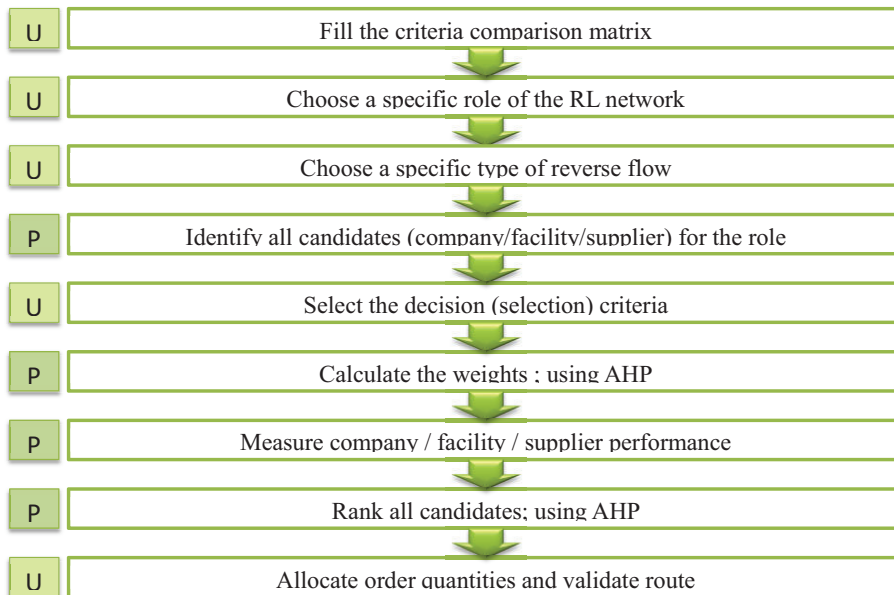 U Fill the criteria comparison matrix
U Choose a specific role of the RL network
U Choose a specific type of reverse flow
P Identify all candidates (company/facility/supplier) for the role
U Select the decision (selection) criteria
P Calculate the weights ; using AHP
P Measure company / facility / supplier performance
P Rank all candidates; using AHP
U Allocate order quantities and validate route